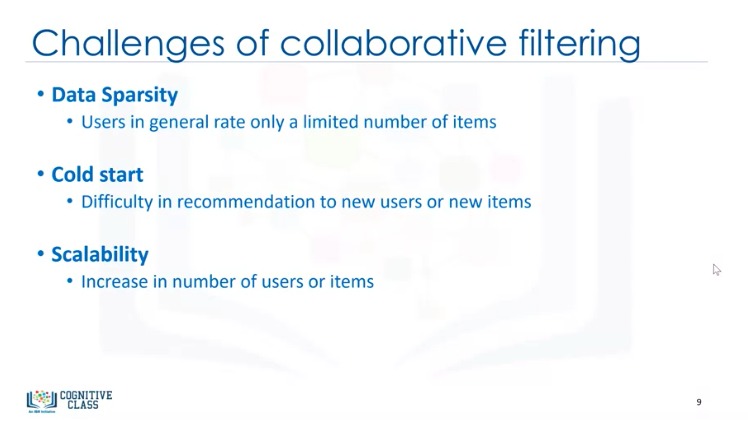 Challenges of collaborative filtering
• Data Sparsity
• Users in general rate only a limited number of items
• Cold start
• Difficulty in recommendation to new users or new items
• Scalability
• Increase in number of users or items
COGNITIVE
CLASS
An IBM Initiative
9